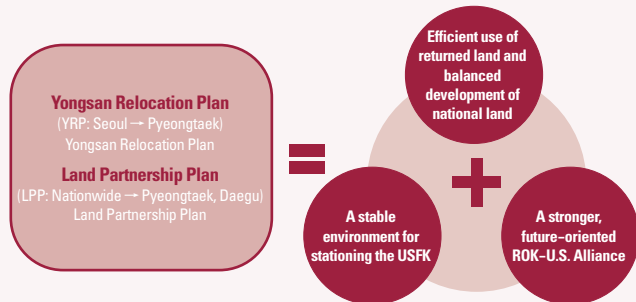 Yongsan Relocation Plan
(YRP: Seoul → Pyeongtaek)
Yongsan Relocation Plan
Land Partnership Plan
(LPP: Nationwide → Pyeongtaek, Daegu)
Land Partnership Plan
=
Efficient use of
returned land and
balanced
development of
national land
+
A stable
environment for
stationing the USFK
A stronger,
future-oriented
ROK-U.S. Alliance